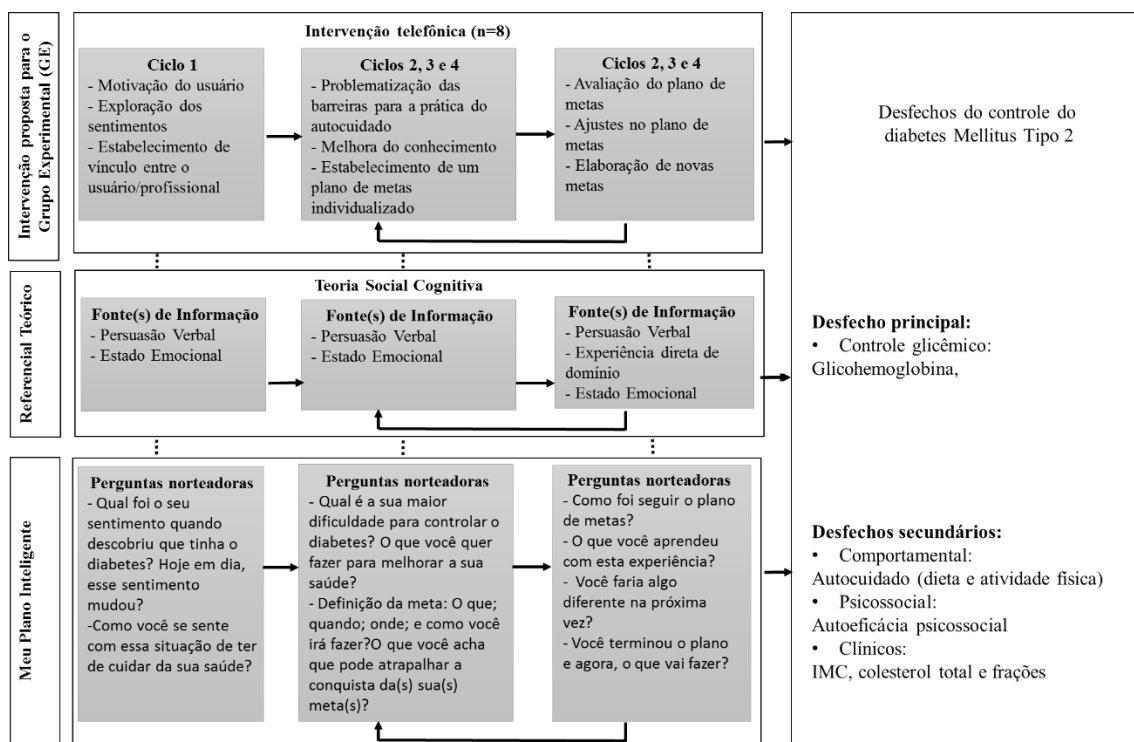 Intervenção proposta para o
Grupo Experimental (GE)
Intervenção telefônica (n=8)
Ciclo 1
- Motivação do usuário
- Exploração dos
sentimentos
- Estabelecimento de
vínculo entre o
usuário/profissional
Ciclos 2, 3 e 4
- Problematização das
barreiras para a prática do
autocuidado
- Melhora do conhecimento
- Estabelecimento de um
plano de metas
individualizado
Ciclos 2, 3 e 4
- Avaliação do plano de
metas
- Ajustes no plano de
metas
- Elaboração de novas
metas
Referencial Teórico
Teoria Social Cognitiva
Fonte(s) de Informação
- Persuasão Verbal
- Estado Emocional
Fonte(s) de Informação
- Persuasão Verbal
- Estado Emocional
Fonte(s) de Informação
- Persuasão Verbal
- Experiência direta de
domínio
- Estado Emocional
Meu Plano Inteligente
Perguntas norteadoras
- Qual foi o seu
sentimento quando
descobriu que tinha o
diabetes? Hoje em dia,
esse sentimento
mudou?
-Como você se sente
com essa situação de ter
de cuidar da sua saúde?
Perguntas norteadoras
- Qual é a sua maior
dificuldade para controlar o
diabetes? O que você quer
fazer para melhorar a sua
saúde?
- Definição da meta: O que;
quando; onde; e como você
irá fazer?O que você acha
que pode atrapalhar a
conquista da(s) sua(s)
meta(s)?
Perguntas norteadoras
- Como foi seguir o plano
de metas?
- O que você aprendeu
com esta experiência?
- Você faria algo
diferente na próxima
vez?
- Você terminou o plano
e agora, o que vai fazer?
Desfechos do controle do
diabetes Mellitus Tipo 2
Desfecho principal:
• Controle glicêmico:
Glicohemoglobina,
Desfechos secundários:
• Comportamental:
Autocuidado (dieta e atividade física)
• Psicossocial:
Autoeficácia psicossocial
• Clínicos:
IMC, colesterol total e frações